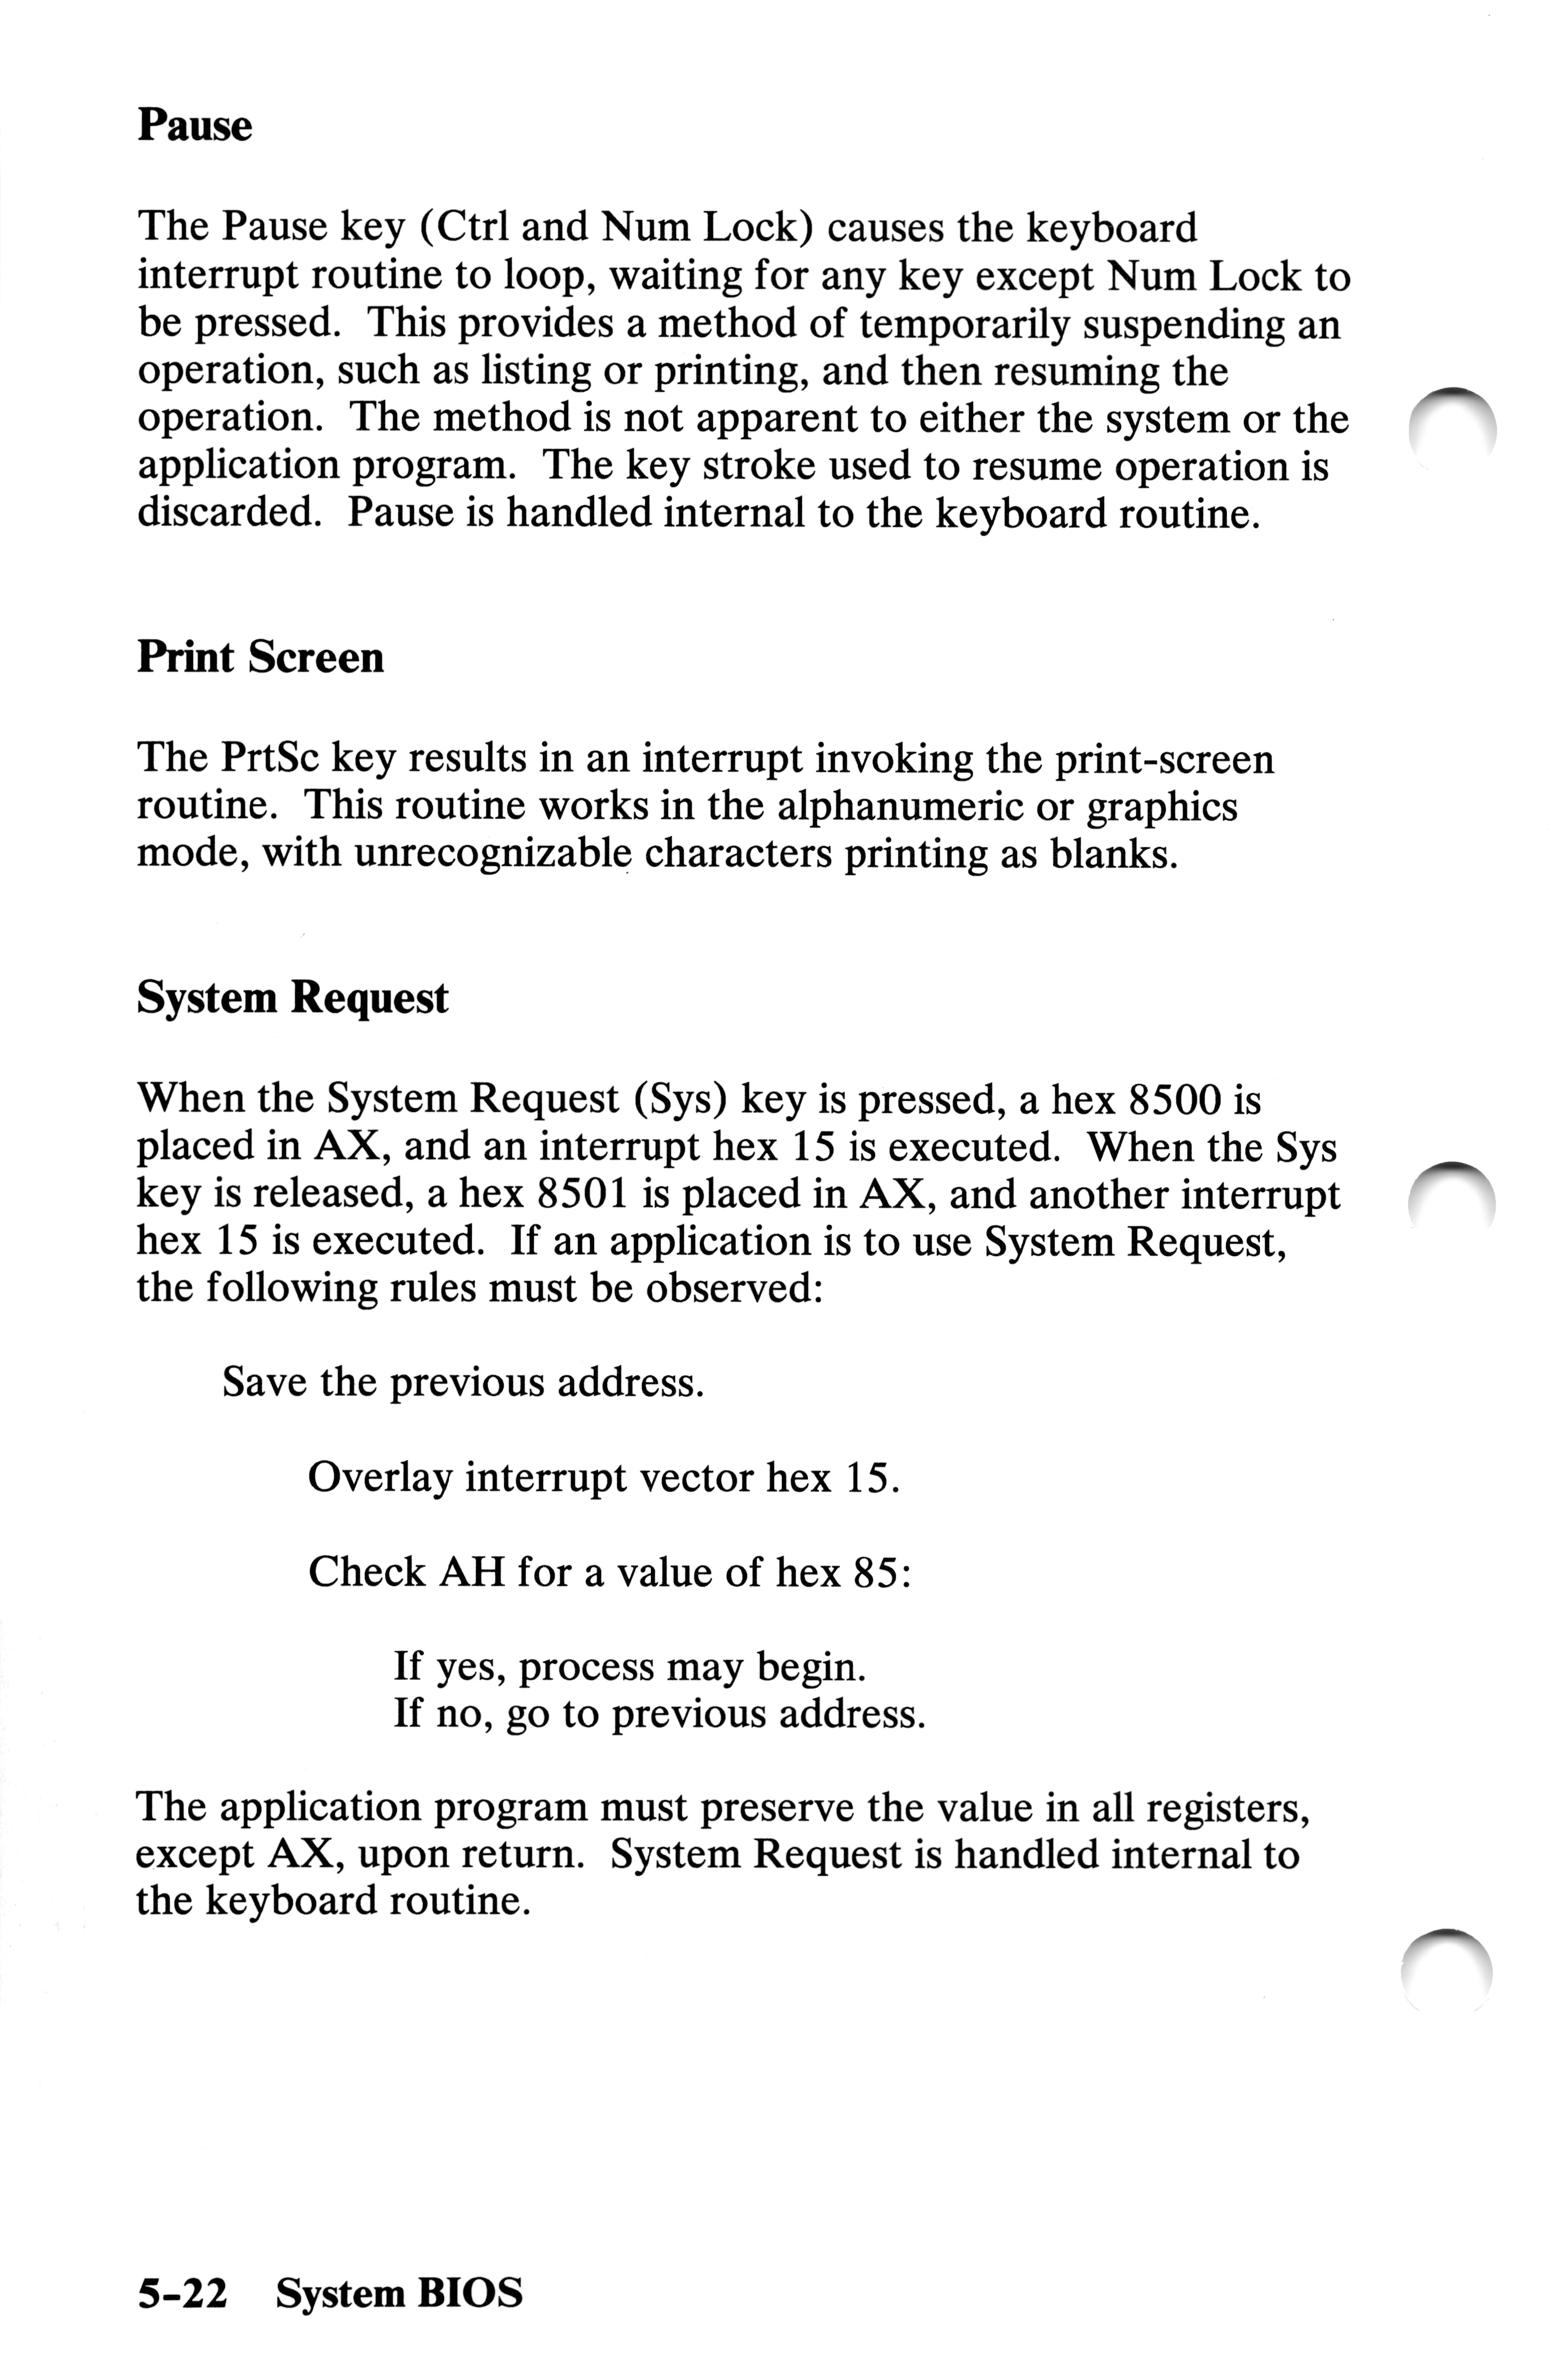 Pause
The Pause key (Ctrl and Num Lock) causes the keyboard
interrupt routine to loop, waiting for any key except Num Lock to
be pressed.  This provides a method of temporarily suspending an
operation, such as listing or printing, and then resuming the
operation.  The method is not apparent to either the system or the
application program.  The key stroke used to resume operation is
discarded.  Pause is handled internal to the keyboard routine.
Print Screen
The PrtSc key results in an interrupt invoking the print-screen
routine.  This routine works in the alphanumeric or graphics
mode, with unrecognizable characters printing as blanks.
System Request
When the System Request (Sys) key is pressed, a hex 8500 is
placed in AX, and an interrupt hex 15 is executed.  When the Sys
key is released, a hex 8501 is placed in AX, and another interrupt
hex 15 is executed.  If an application is to use System Request,
the following rules must be observed:
Save the previous address.
Overlay interrupt vector hex 15.
Check AH for a value of hex 85:
If yes, process may begin.
If no, go to previous address.
The application program must preserve the value in all registers,
except AX, upon return.  System Request is handled internal to
the keyboard routine.
5-22 System BIOS